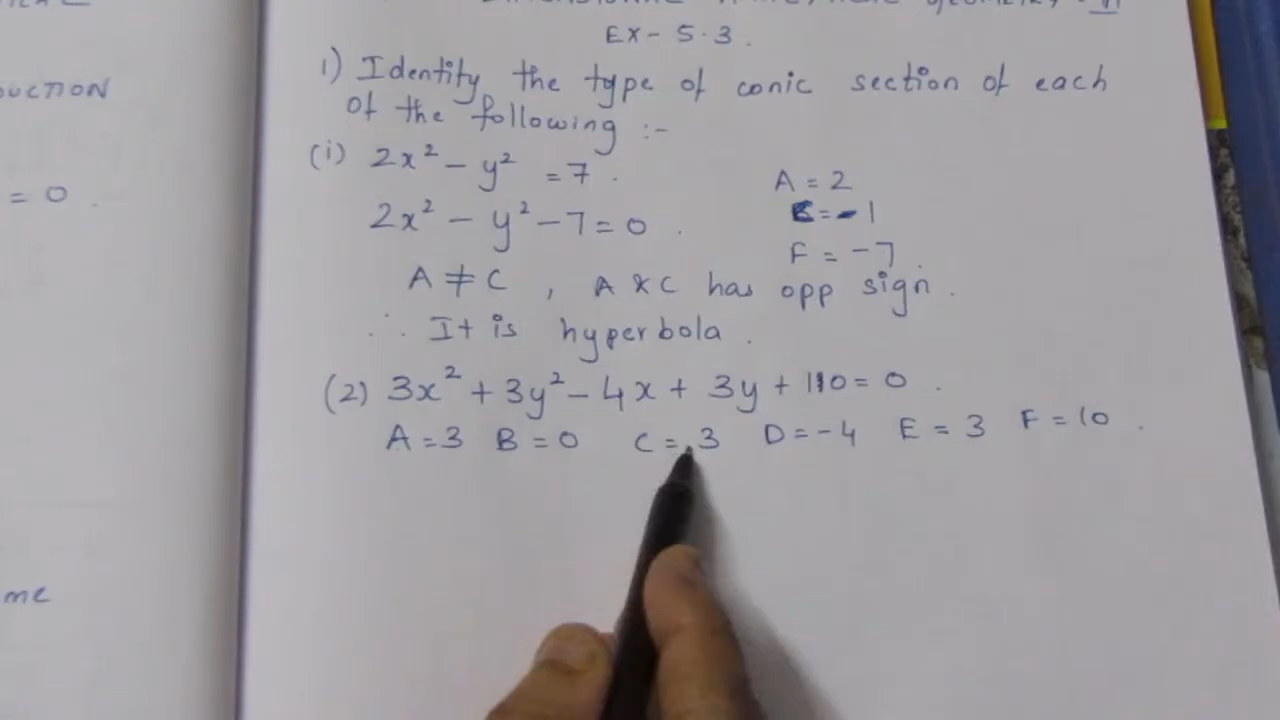 EX - 5.3.
1) Identify the type of conic section of each
of the following :-
(i) 2x² - y² = 7.
2x² - y² - 7 = 0.
A = 2
C = -1
F = -7
A ≠ C, A & C has opp sign.
∴ It is hyperbola.
(2) 3x² + 3y² - 4x + 3y + 10 = 0.
A = 3 B = 0 C = 3 D = -4 E = 3 F = 10.
= 0.
me